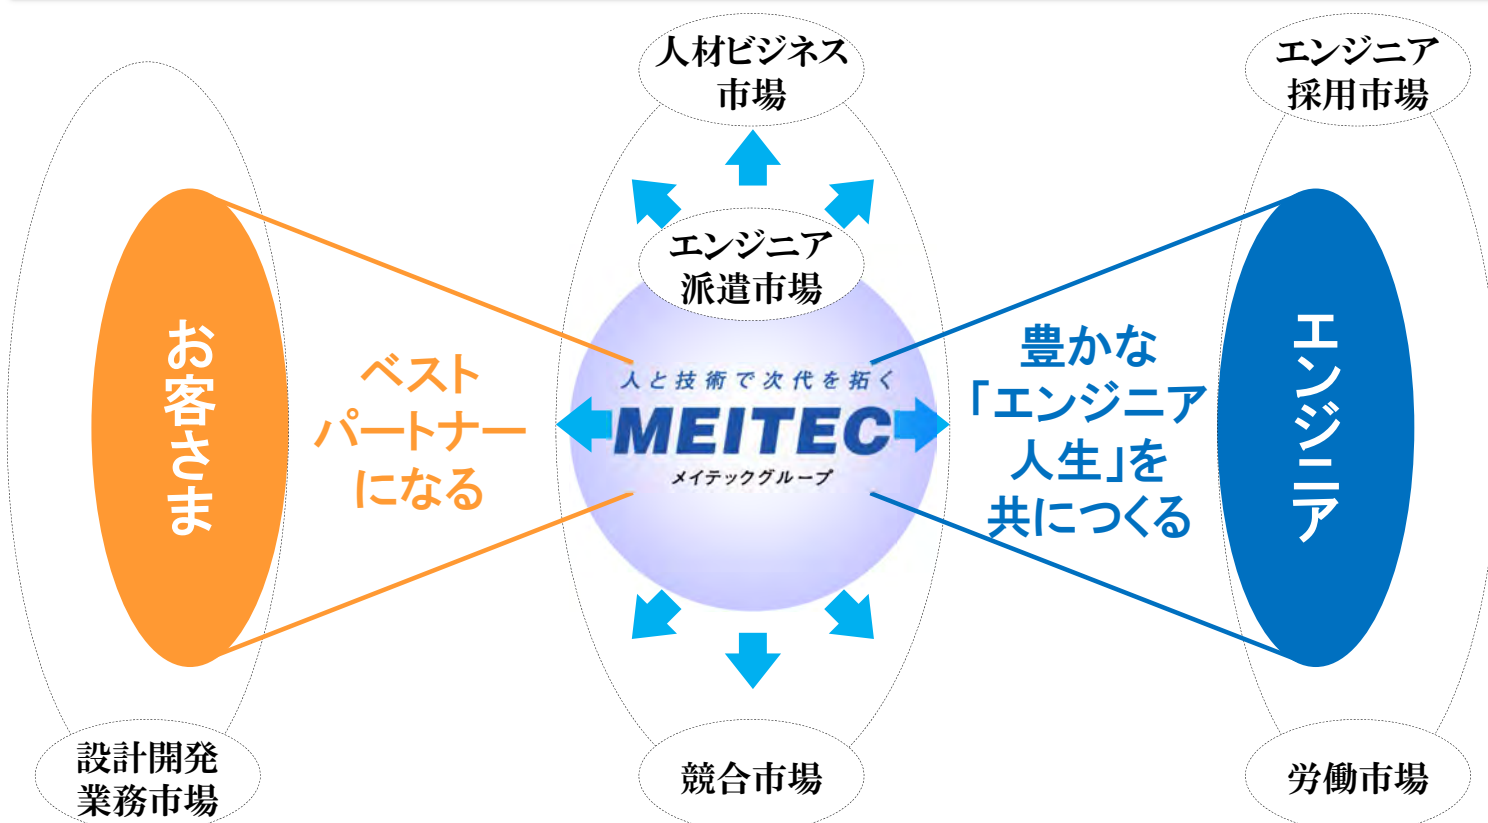 人材ビジネス
市場
エンジニア
採用市場
エンジニア
派遣市場
お客さま
ベスト
パートナー
になる
人と技術で次代を拓く
MEITEC
メイテックグループ
豊かな
「エンジニア
人生」を
共につくる
エンジニア
設計開発
業務市場
競合市場
労働市場